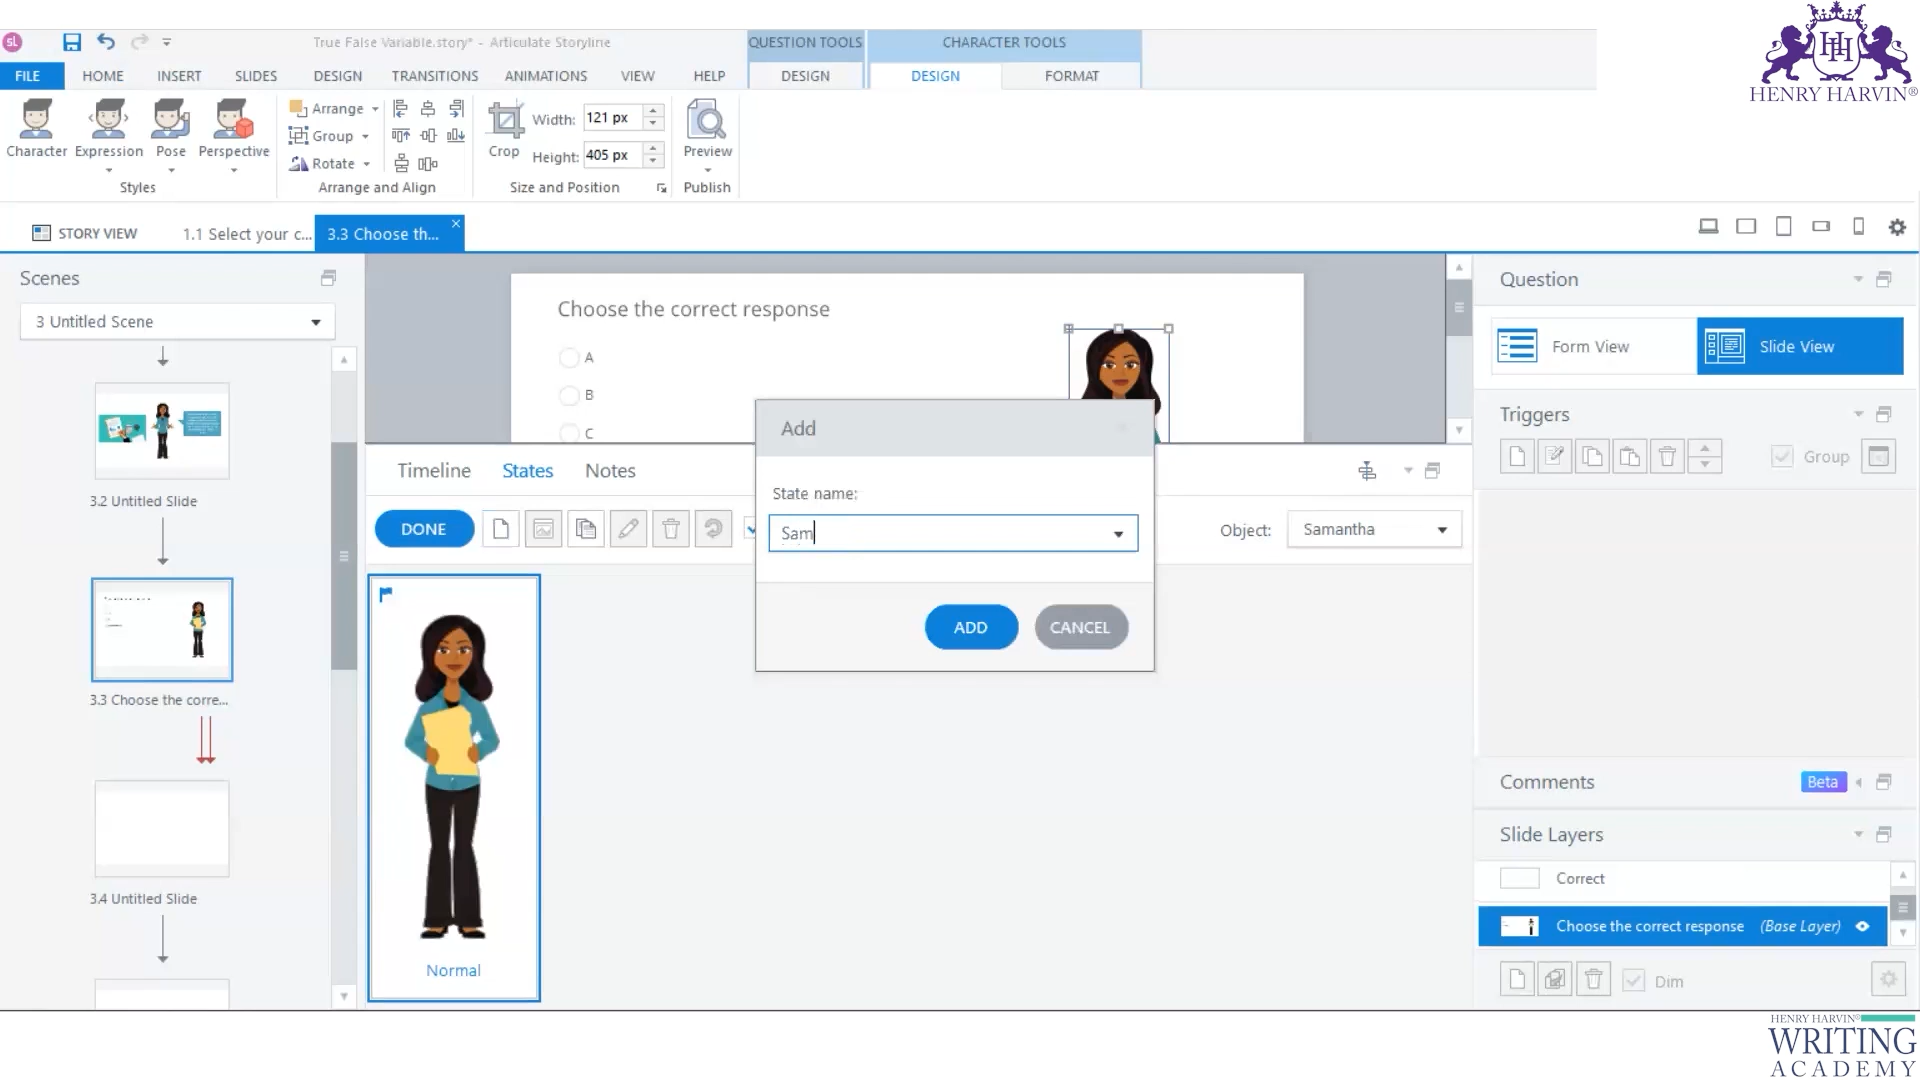 HENRY HARVIN®
True False Variable.story* - Articulate Storyline
QUESTION TOOLS
CHARACTER TOOLS
FILE HOME INSERT SLIDES DESIGN TRANSITIONS ANIMATIONS VIEW HELP DESIGN DESIGN FORMAT
Character Expression Pose Perspective
Styles
Arrange
Group
Rotate
Arrange and Align
Crop
Width: 121 px
Height: 405 px
Size and Position
Preview
Publish
STORY VIEW
1.1 Select your c...
3.3 Choose th...
Scenes
3 Untitled Scene
3.2 Untitled Slide
3.3 Choose the corre...
3.4 Untitled Slide
Choose the correct response
A
B
C
Timeline States Notes
DONE
Object: Samantha
Normal
Add
State name:
Sam
ADD CANCEL
Question
Form View
Slide View
Triggers
Group
Comments Beta
Slide Layers
Correct
Choose the correct response (Base Layer)
Dim
HENRY HARVIN®
WRITING
ACADEMY